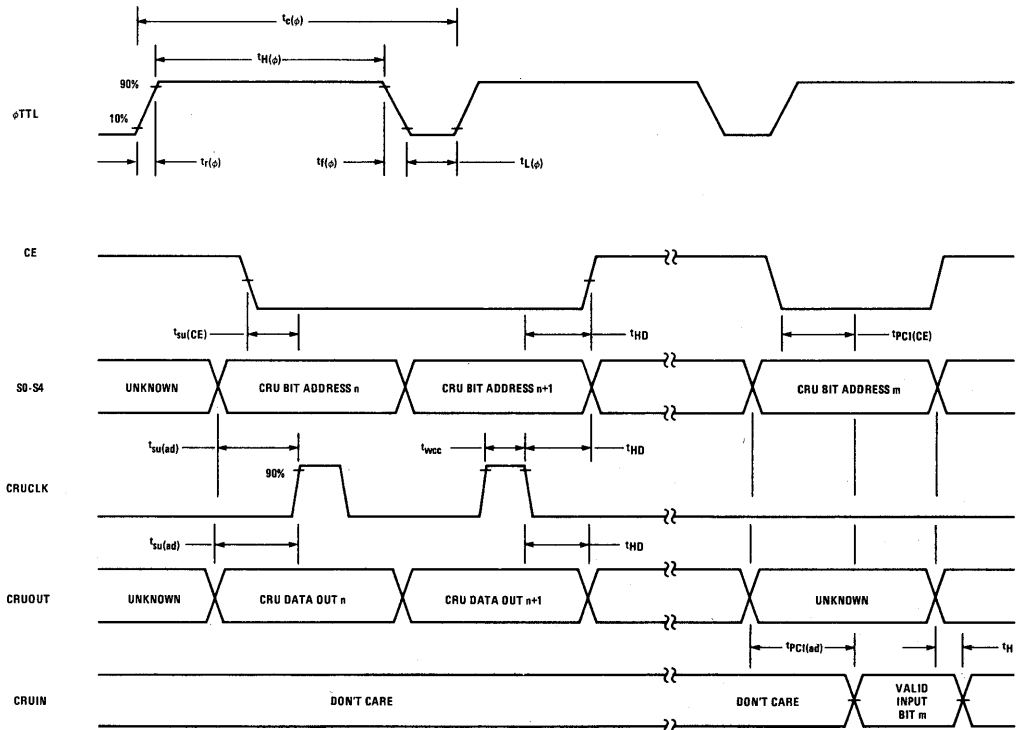 tc(ϕ)
tH(ϕ)
90%
ϕTTL
10%
tr(ϕ)
tf(ϕ)
tL(ϕ)
CE
tsu(CE)
tHD
tPCI(CE)
S0-S4
UNKNOWN
CRU BIT ADDRESS n
CRU BIT ADDRESS n+1
CRU BIT ADDRESS m
tsu(ad)
twcc
tHD
90%
CRUCLK
tsu(ad)
tHD
CRUOUT
UNKNOWN
CRU DATA OUT n
CRU DATA OUT n+1
UNKNOWN
tPCI(ad)
tH
CRUIN
DON'T CARE
DON'T CARE
VALID
INPUT
BIT m